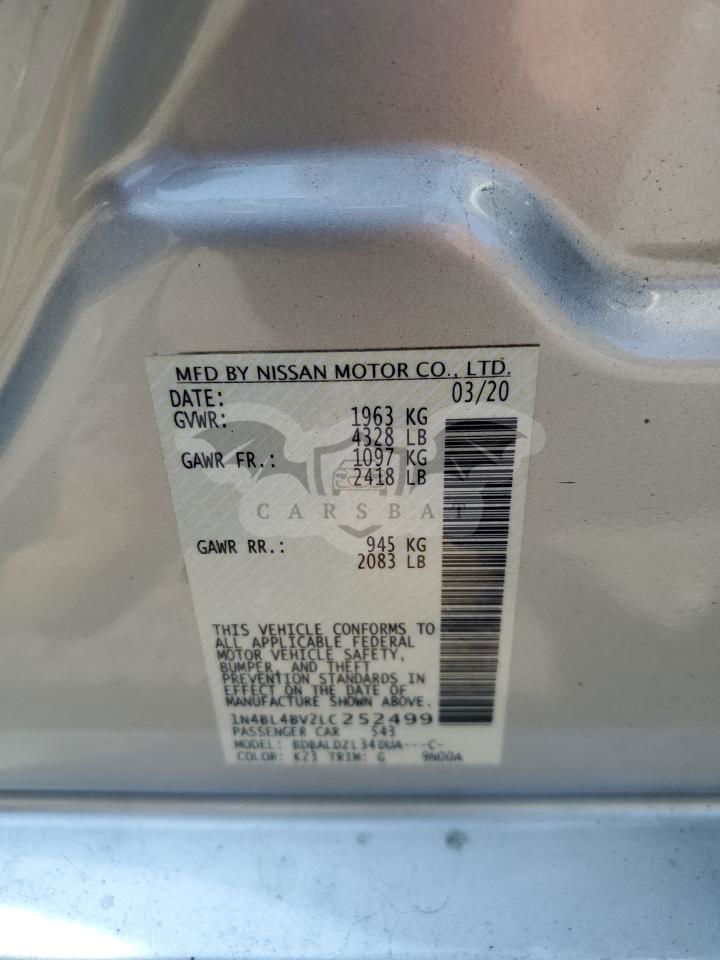 MFD BY NISSAN MOTOR CO., LTD.
DATE: 03/20
GVWR: 1963 KG
4328 LB
GAWR FR.: 1097 KG
2418 LB
CARSBAT
GAWR RR.: 945 KG
2083 LB
THIS VEHICLE CONFORMS TO
ALL APPLICABLE FEDERAL
MOTOR VEHICLE SAFETY,
BUMPER, AND THEFT
PREVENTION STANDARDS IN
EFFECT ON THE DATE OF
MANUFACTURE SHOWN ABOVE.
1N4BL4BV2LC252499
PASSENGER CAR 543
MODEL: BDBALDZL34DUA---C-
COLOR: K23 TRIM: G 9N00A